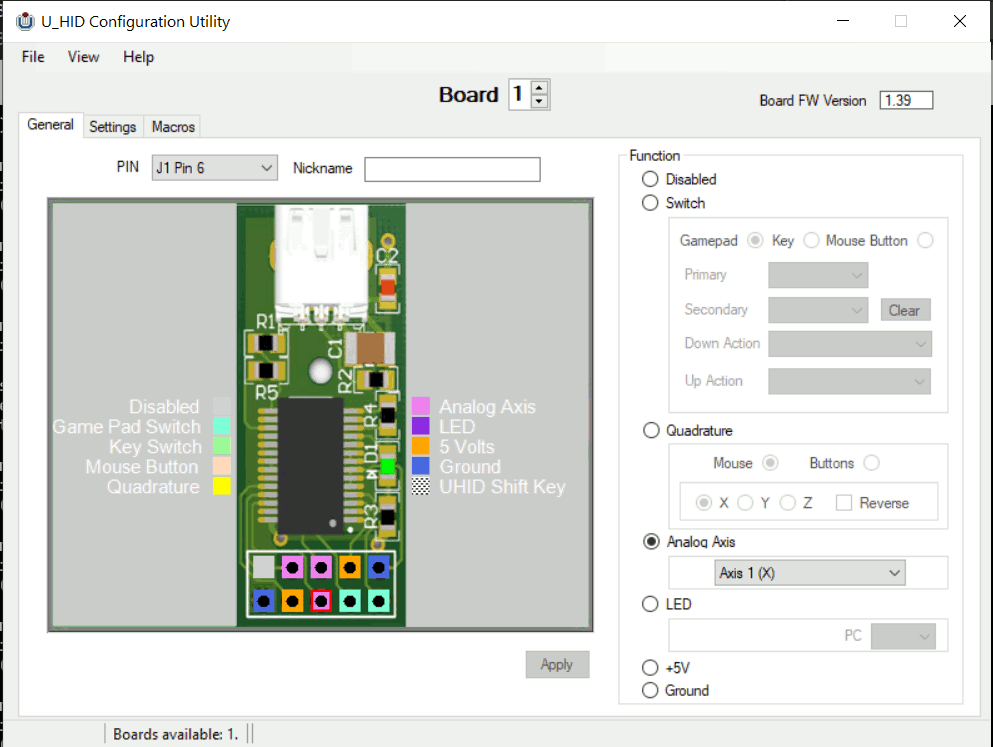 U_HID Configuration Utility
File View Help
Board 1
Board FW Version 1.39
General Settings Macros
PIN J1 Pin 6 Nickname
C2
R1
C1
R2
R5
R4
D1
R3
Disabled
Game Pad Switch
Key Switch
Mouse Button
Quadrature
Analog Axis
LED
5 Volts
Ground
UHID Shift Key
Apply
Function
Disabled
Switch
Gamepad Key Mouse Button
Primary
Secondary Clear
Down Action
Up Action
Quadrature
Mouse Buttons
X Y Z Reverse
Analog Axis
Axis 1 (X)
LED
PC
+5V
Ground
Boards available: 1.